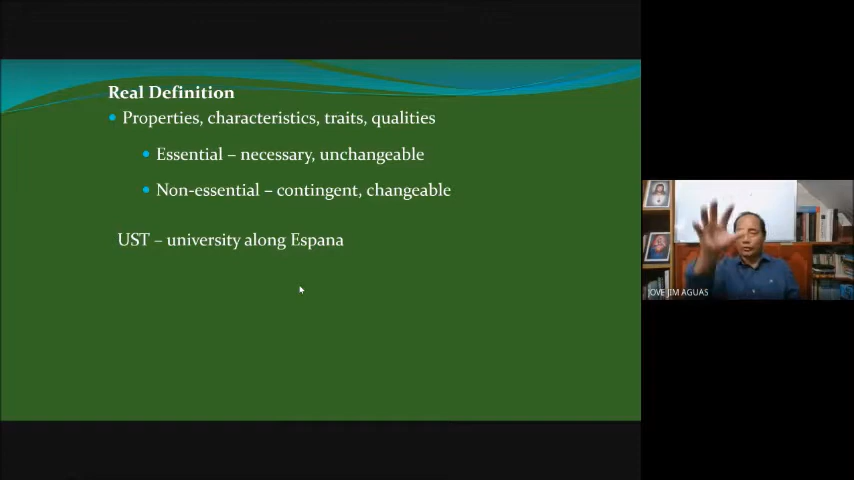 Real Definition
Properties, characteristics, traits, qualities
Essential – necessary, unchangeable
Non-essential – contingent, changeable
UST – university along Espana
JOVE JIM AGUAS